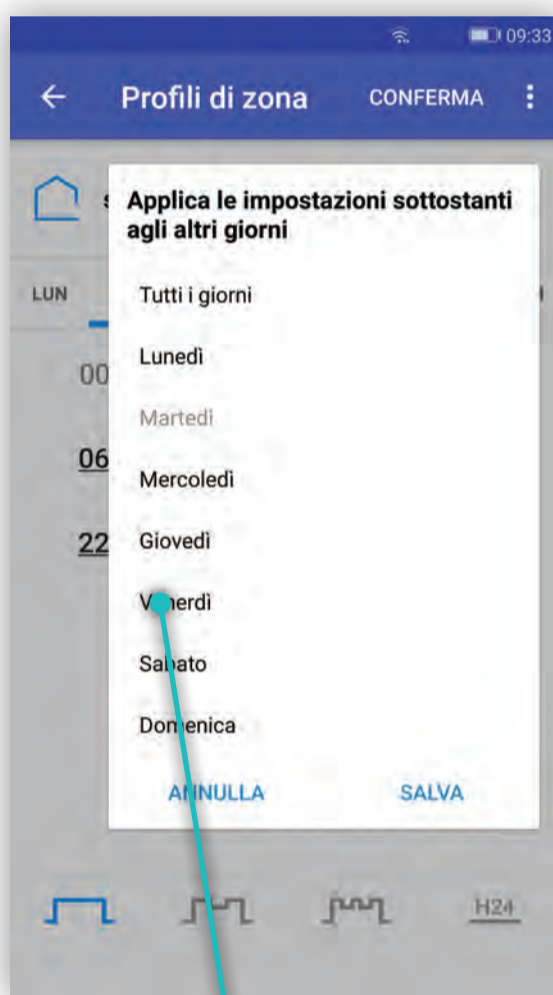 09:33
Profili di zona CONFERMA
s
Applica le impostazioni sottostanti
agli altri giorni
LUN
Tutti i giorni
00
Lunedì
Martedì
06
Mercoledì
22
Giovedì
Venerdì
Sabato
Domenica
ANNULLA SALVA
H24